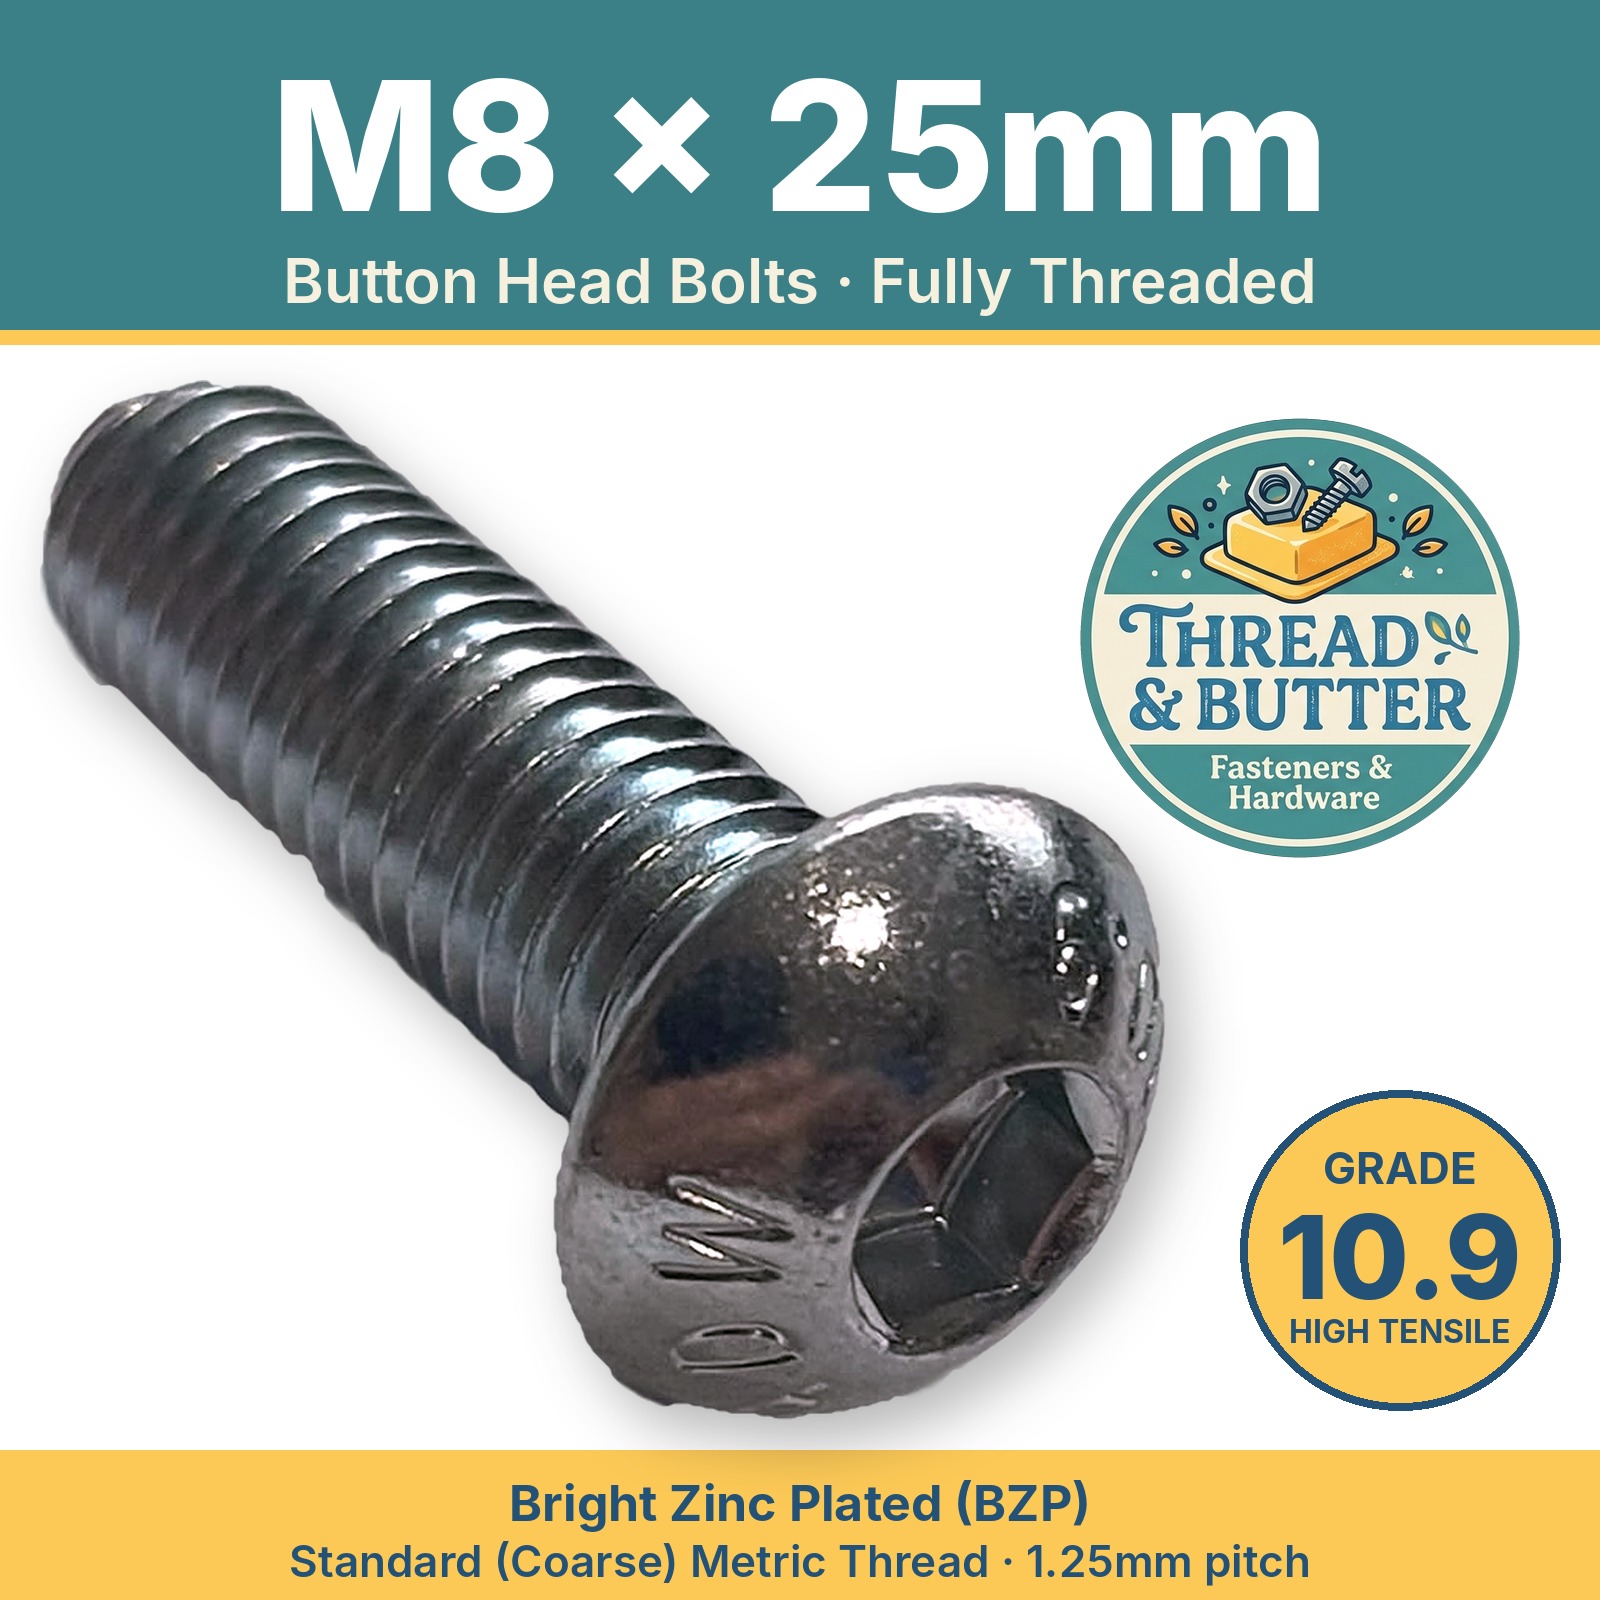 M8 × 25mm
Button Head Bolts · Fully Threaded
THREAD
& BUTTER
Fasteners &
Hardware
GRADE
10.9
HIGH TENSILE
Bright Zinc Plated (BZP)
Standard (Coarse) Metric Thread · 1.25mm pitch